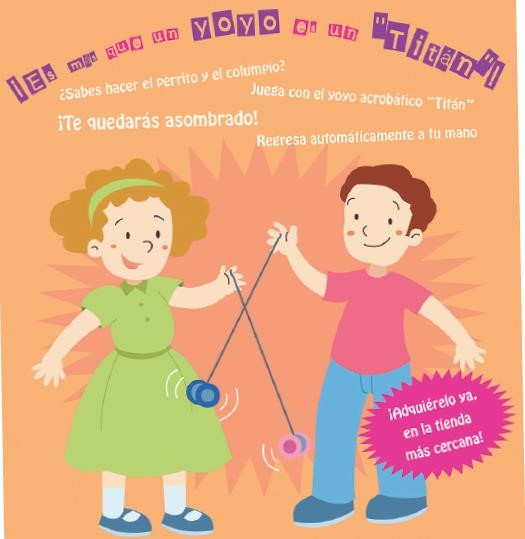 ¡Es más que un yoyo es un "Titán"!
¿Sabes hacer el perrito y el columpio?
Juega con el yoyo acrobático "Titán"
¡Te quedarás asombrado!
Regresa automáticamente a tu mano
¡Adquiérelo ya,
en la tienda
más cercana!